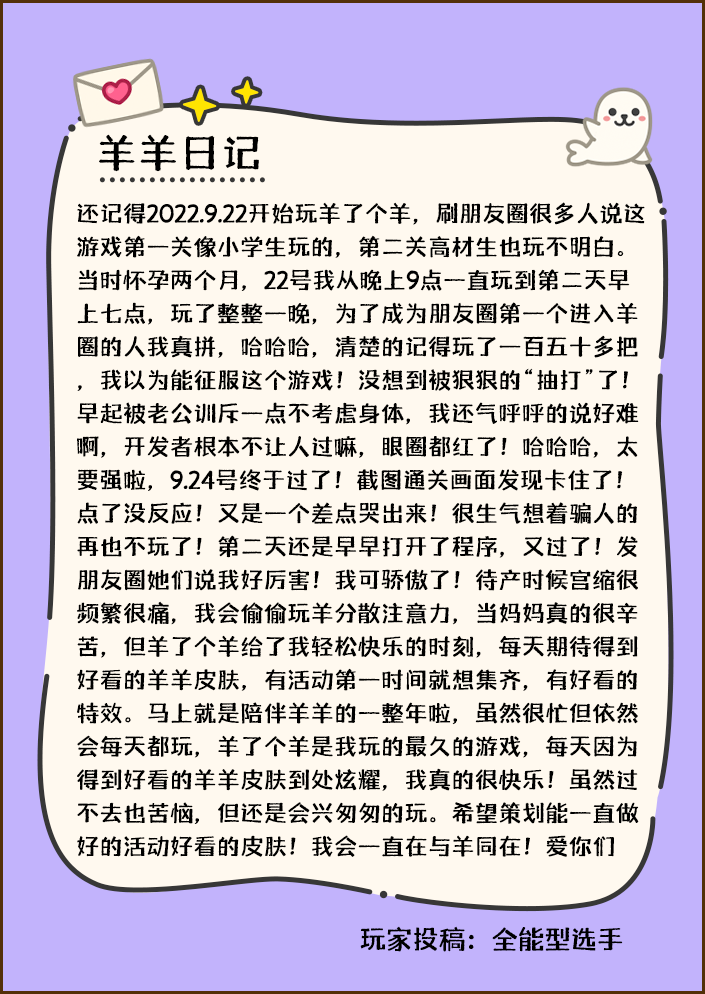 羊羊日记
还记得2022.9.22开始玩羊了个羊，刷朋友圈很多人说这
游戏第一关像小学生玩的，第二关高材生也玩不明白。
当时怀孕两个月，22号我从晚上9点一直玩到第二天早
上七点，玩了整整一晚，为了成为朋友圈第一个进入羊
圈的人我真拼，哈哈哈，清楚的记得玩了一百五十多把
，我以为能征服这个游戏！没想到被狠狠的“抽打”了！
早起被老公训斥一点不考虑身体，我还气呼呼的说好难
啊，开发者根本不让人过嘛，眼圈都红了！哈哈哈，太
要强啦，9.24号终于过了！截图通关画面发现卡住了！
点了没反应！又是一个差点哭出来！很生气想着骗人的
再也不玩了！第二天还是早早打开了程序，又过了！发
朋友圈她们说我好厉害！我可骄傲了！待产时候宫缩很
频繁很痛，我会偷偷玩羊分散注意力，当妈妈真的很辛
苦，但羊了个羊给了我轻松快乐的时刻，每天期待得到
好看的羊羊皮肤，有活动第一时间就想集齐，有好看的
特效。马上就是陪伴羊羊的一整年啦，虽然很忙但依然
会每天都玩，羊了个羊是我玩的最久的游戏，每天因为
得到好看的羊羊皮肤到处炫耀，我真的很快乐！虽然过
不去也苦恼，但还是会兴匆匆的玩。希望策划能一直做
好的活动好看的皮肤！我会一直在与羊同在！爱你们
玩家投稿：全能型选手